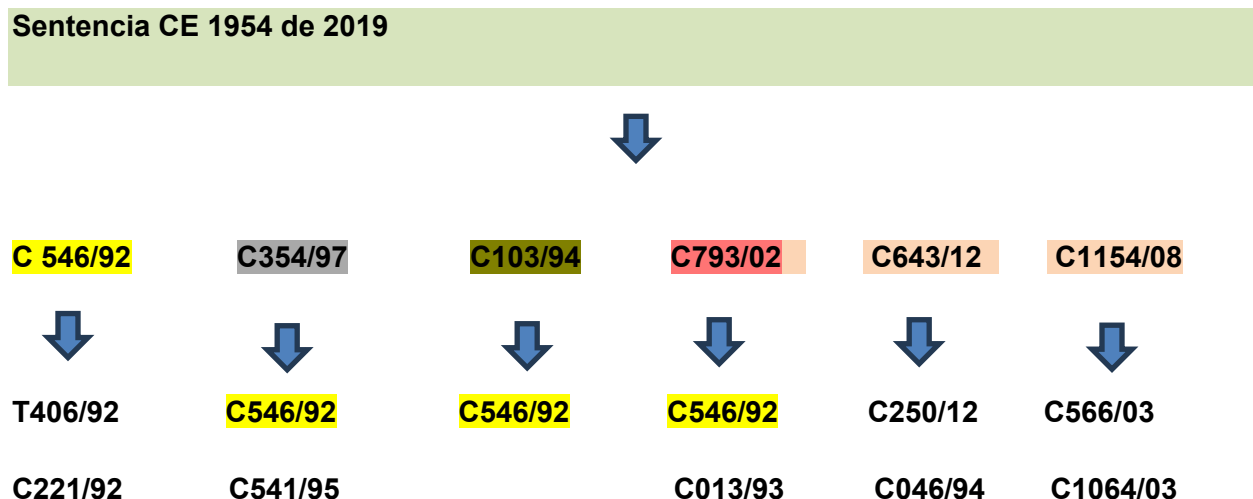 Sentencia CE 1954 de 2019
C 546/92 C354/97 C103/94 C793/02 C643/12 C1154/08
T406/92 C546/92 C546/92 C546/92 C250/12 C566/03
C221/92 C541/95 C013/93 C046/94 C1064/03